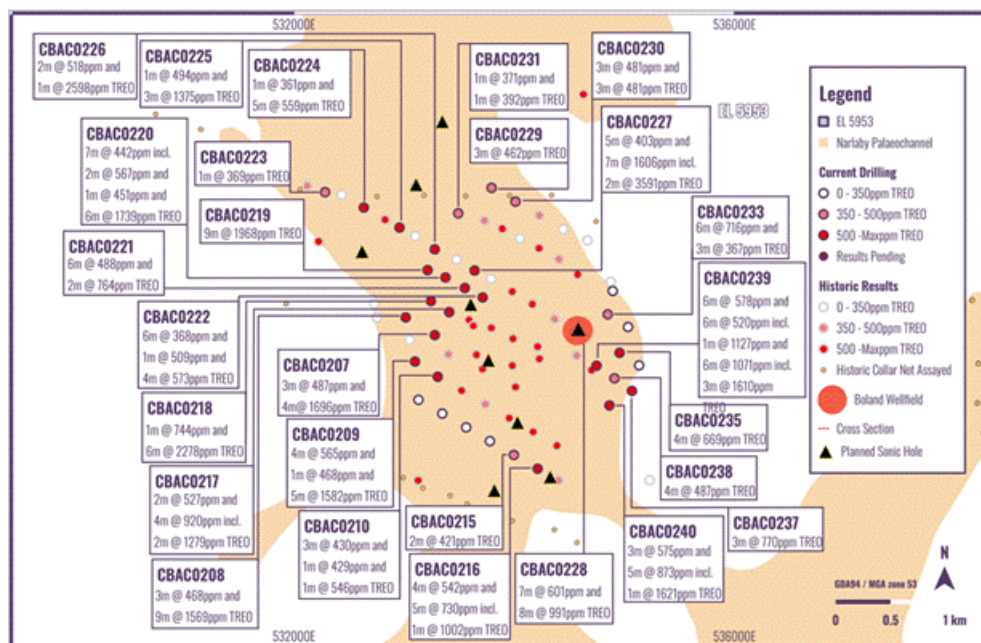 532000E
536000E
CBAC0226
2m @ 518ppm and
1m @ 2598ppm TREO
CBAC0225
1m @ 494ppm and
3m @ 1375ppm TREO
CBAC0224
1m @ 361ppm and
5m @ 559ppm TREO
CBAC0231
1m @ 371ppm and
1m @ 392ppm TREO
CBAC0230
3m @ 481ppm and
3m @ 481ppm TREO
EL 5953
CBAC0220
7m @ 442ppm incl.
2m @ 567ppm and
1m @ 451ppm and
6m @ 1739ppm TREO
CBAC0223
1m @ 369ppm TREO
CBAC0229
3m @ 462ppm TREO
CBAC0227
5m @ 403ppm and
7m @ 1606ppm incl.
2m @ 3591ppm TREO
CBAC0219
9m @ 1968ppm TREO
CBAC0233
6m @ 716ppm and
3m @ 367ppm TREO
CBAC0221
6m @ 488ppm and
2m @ 764ppm TREO
CBAC0239
6m @ 578ppm and
6m @ 520ppm incl.
1m @ 1127ppm and
6m @ 1071ppm incl.
3m @ 1610ppm
TREO
CBAC0222
6m @ 368ppm and
1m @ 509ppm and
4m @ 573ppm TREO
CBAC0207
3m @ 487ppm and
4m@ 1696ppm TREO
CBAC0218
1m @ 744ppm and
6m @ 2278ppm TREO
CBAC0209
4m @ 565ppm and
1m @ 468ppm and
5m @ 1582ppm TREO
CBAC0235
4m @ 669ppm TREO
CBAC0238
4m @ 487ppm TREO
CBAC0217
2m @ 527ppm and
4m @ 920ppm incl.
2m @ 1279ppm TREO
CBAC0210
3m @ 430ppm and
1m @ 429ppm and
1m @ 546ppm TREO
CBAC0215
2m @ 421ppm TREO
CBAC0237
3m @ 770ppm TREO
CBAC0208
3m @ 468ppm and
9m @ 1569ppm TREO
CBAC0216
4m @ 542ppm and
5m @ 730ppm incl.
1m @ 1002ppm TREO
CBAC0228
7m @ 601ppm and
8m @ 991ppm TREO
CBAC0240
3m @ 575ppm and
5m @ 873ppm incl.
1m @ 1621ppm TREO
Legend
EL 5953
Narlaby Palaeochannel
Current Drilling
0 - 350ppm TREO
350 - 500ppm TREO
500 -Maxppm TREO
Results Pending
Historic Results
0 - 350ppm TREO
350 - 500ppm TREO
500 -Maxppm TREO
Historic Collar Not Assayed
Boland Wellfield
Cross Section
Planned Sonic Hole
N
GDA94 / MGA zone 53
0 0.5 1 km
532000E
536000E